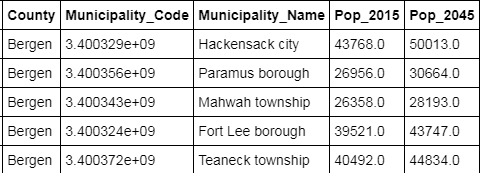 County Municipality_Code Municipality_Name Pop_2015 Pop_2045
Bergen 3.400329e+09 Hackensack city 43768.0 50013.0
Bergen 3.400356e+09 Paramus borough 26956.0 30664.0
Bergen 3.400343e+09 Mahwah township 26358.0 28193.0
Bergen 3.400324e+09 Fort Lee borough 39521.0 43747.0
Bergen 3.400372e+09 Teaneck township 40492.0 44834.0